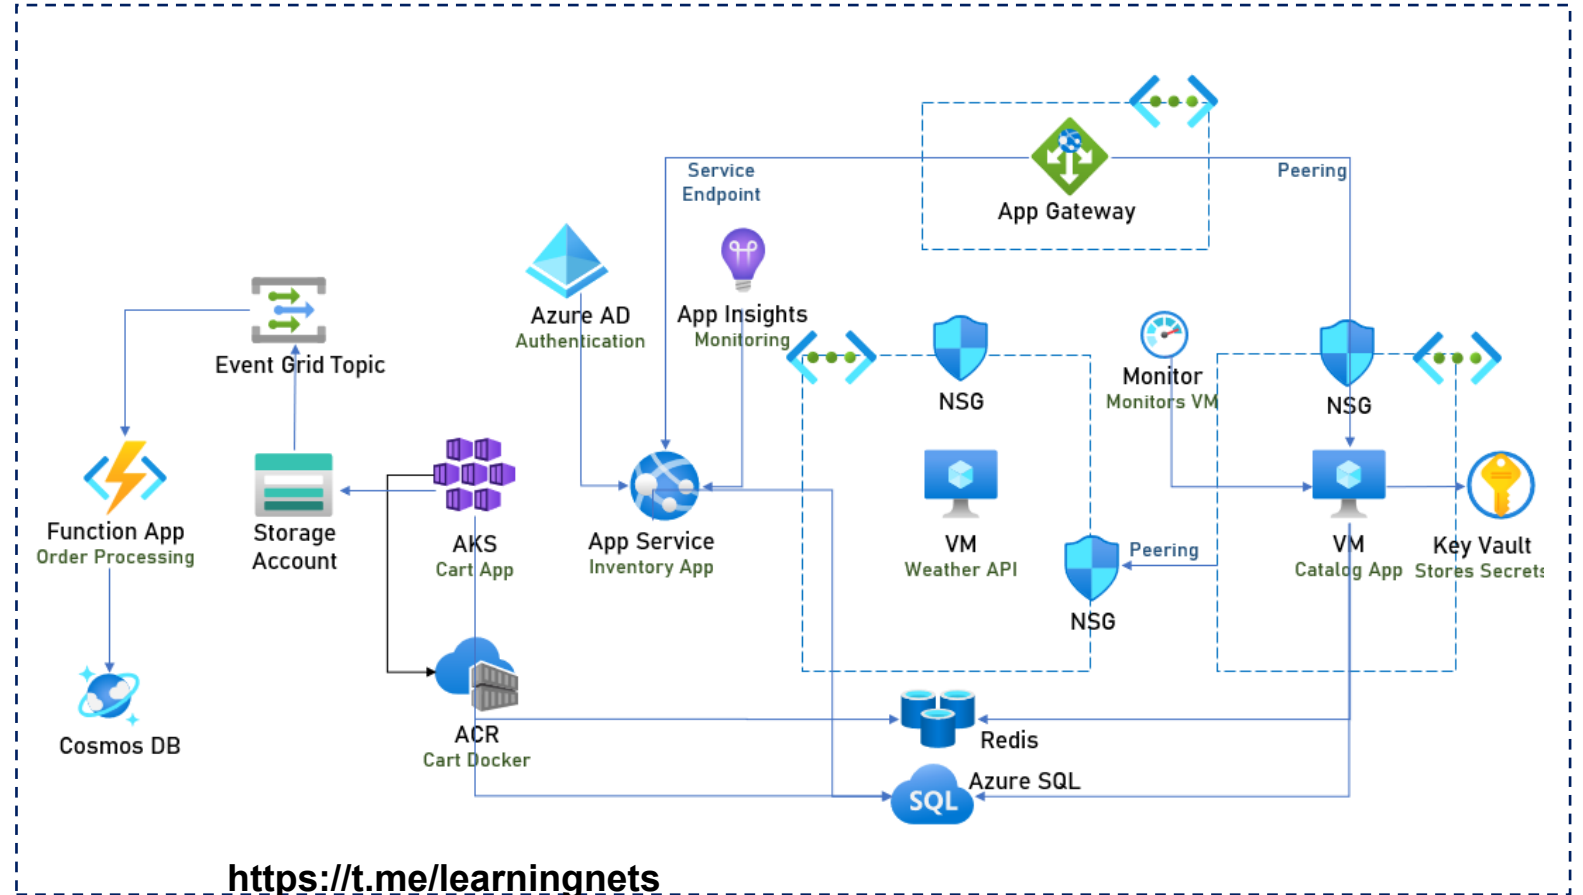 Service
Endpoint
Peering
App Gateway
Azure AD
Authentication
App Insights
Monitoring
Event Grid Topic
NSG
Monitor
Monitors VM
NSG
Function App
Order Processing
Storage
Account
AKS
Cart App
App Service
Inventory App
VM
Weather API
Peering
NSG
VM
Catalog App
Key Vault
Stores Secrets
Cosmos DB
ACR
Cart Docker
Redis
SQL
Azure SQL
https://t.me/learningnets